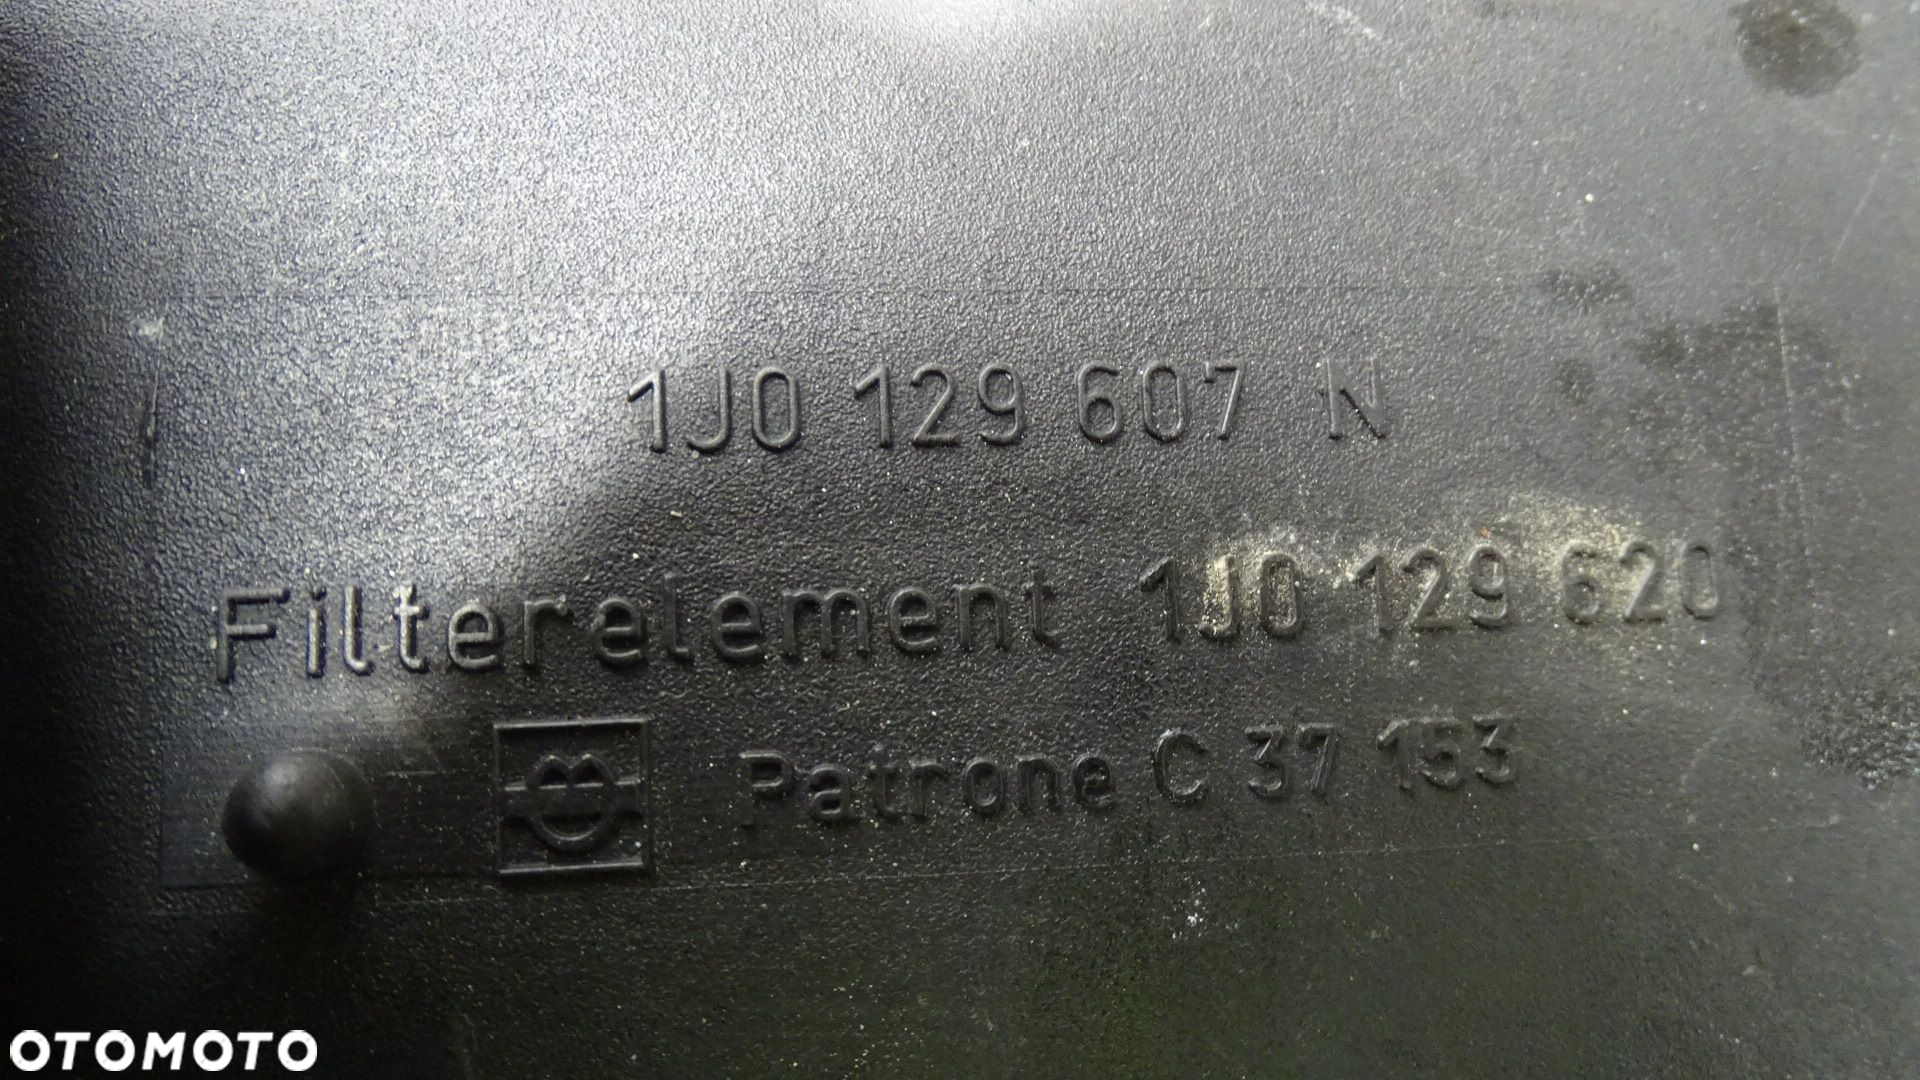 1J0 129 607 N
Filterelement 1J0 129 620
Patrone C 37 153
OTOMOTO